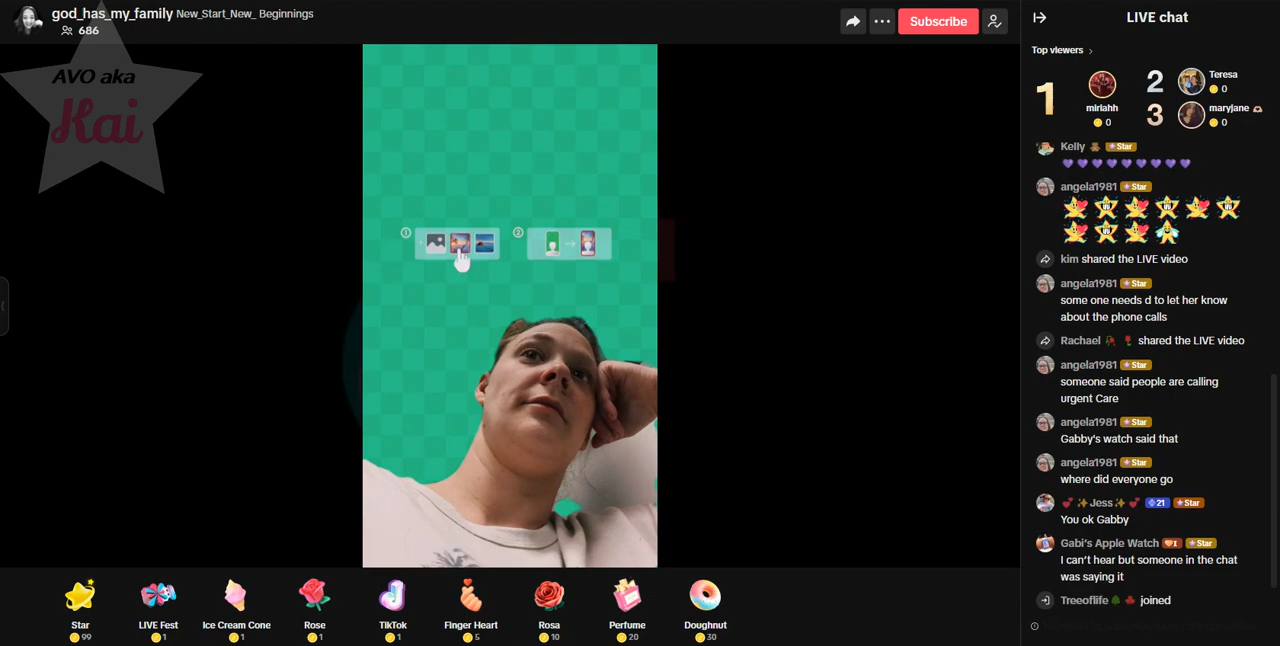 god_has_my_family New_Start_New_ Beginnings
686
Subscribe
AVO aka
Kai
1
2
Star
99
LIVE Fest
1
Ice Cream Cone
1
Rose
1
TikTok
1
Finger Heart
5
Rosa
10
Perfume
20
Doughnut
30
LIVE chat
Top viewers
1
miriahh
0
2
Teresa
0
3
maryjane
0
Kelly Star
angela1981 Star
kim shared the LIVE video
angela1981 Star
some one needs d to let her know
about the phone calls
Rachael shared the LIVE video
angela1981 Star
someone said people are calling
urgent Care
angela1981 Star
Gabby's watch said that
angela1981 Star
where did everyone go
Jess 21 Star
You ok Gabby
Gabi's Apple Watch I Star
I can't hear but someone in the chat
was saying it
Treeoflife joined